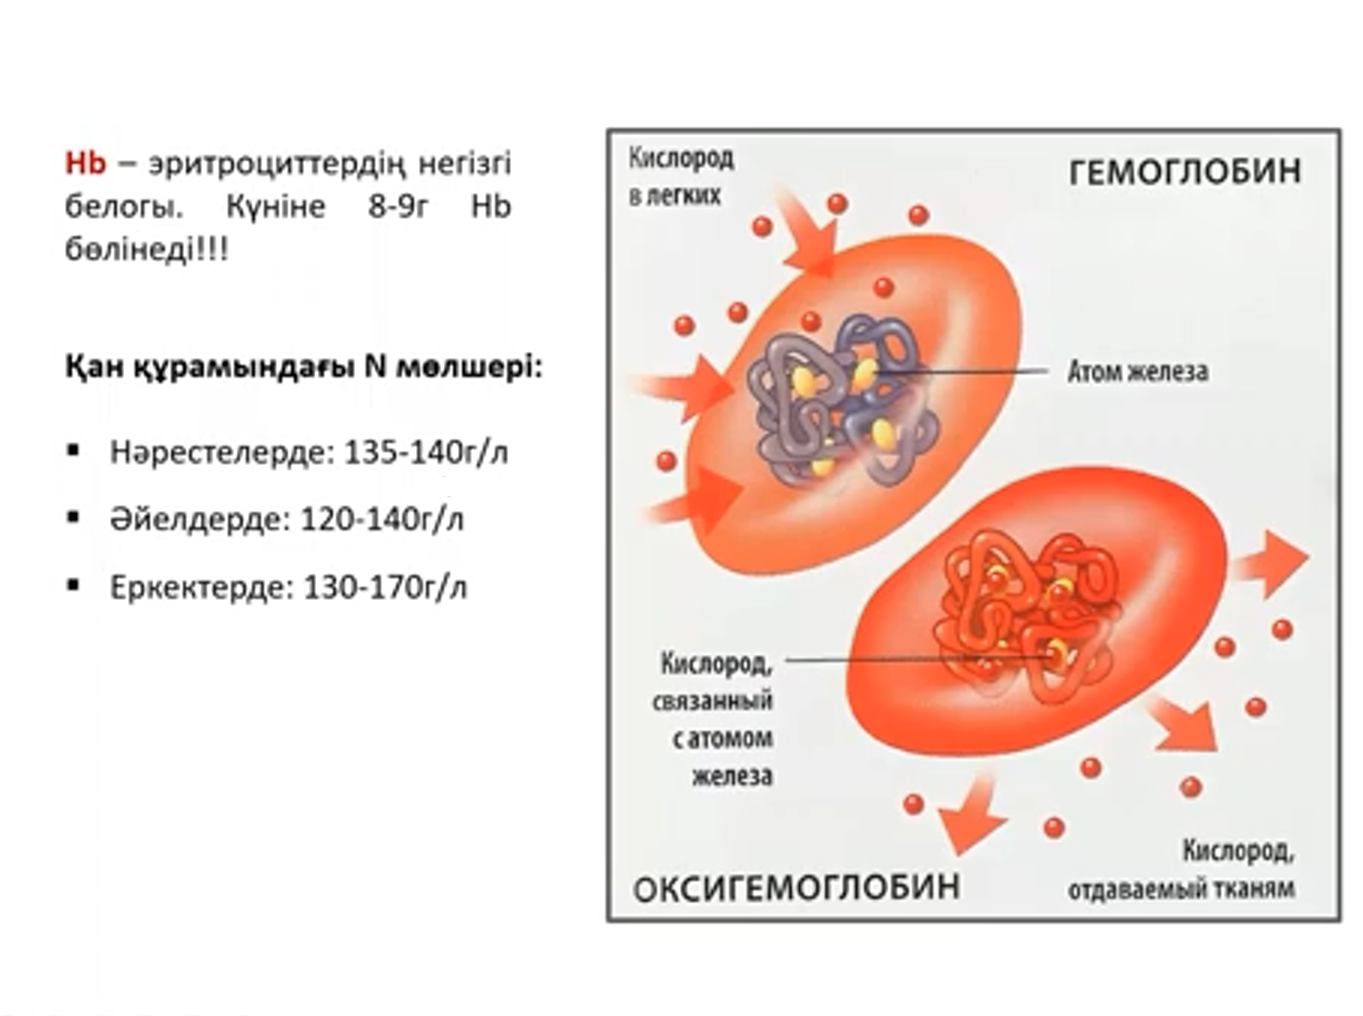 Hb – эритроциттердің негізгі
белогы. Күніне 8-9г Hb
бөлінеді!!!
Қан құрамындағы N мөлшері:
▪ Нәрестелерде: 135-140г/л
▪ Әйелдерде: 120-140г/л
▪ Еркектерде: 130-170г/л
Кислород
в легких
ГЕМОГЛОБИН
Атом железа
Кислород,
связанный
с атомом
железа
ОКСИГЕМОГЛОБИН
Кислород,
отдаваемый тканям